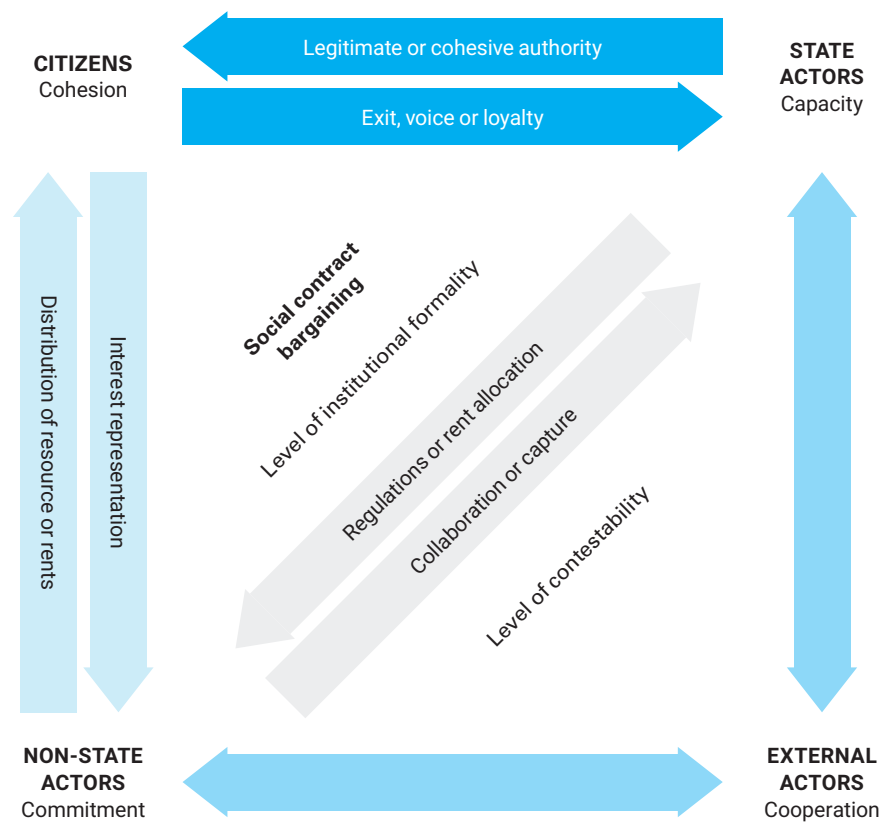 CITIZENS
Cohesion
Legitimate or cohesive authority
Exit, voice or loyalty
STATE
ACTORS
Capacity
Distribution of resource or rents
Interest representation
Social contract
bargaining
Level of institutional formality
Regulations or rent allocation
Collaboration or capture
Level of contestability
NON-STATE
ACTORS
Commitment
EXTERNAL
ACTORS
Cooperation